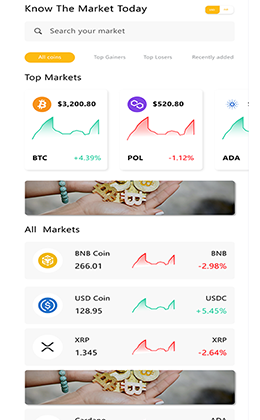 Know The Market Today
Search your market
All coins Top Gainers Top Losers Recently added
Top Markets
$3,200.80 $520.80
BTC +4.39% POL -1.12% ADA
All Markets
BNB Coin BNB
266.01 -2.98%
USD Coin USDC
128.95 +5.45%
XRP XRP
1.345 -2.64%
Cardano ADA